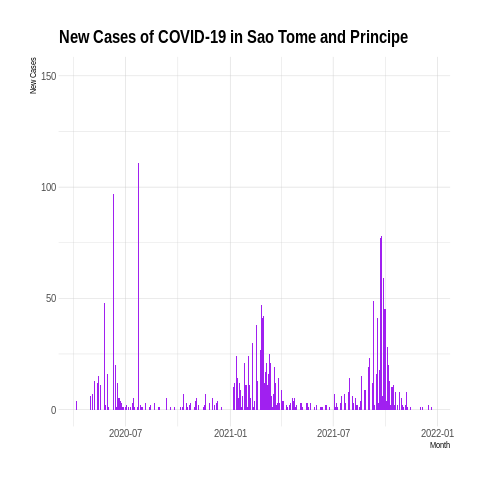 New Cases of COVID-19 in Sao Tome and Principe
New Cases
150
100
50
0
2020-07
2021-01
2021-07
2022-01
Month